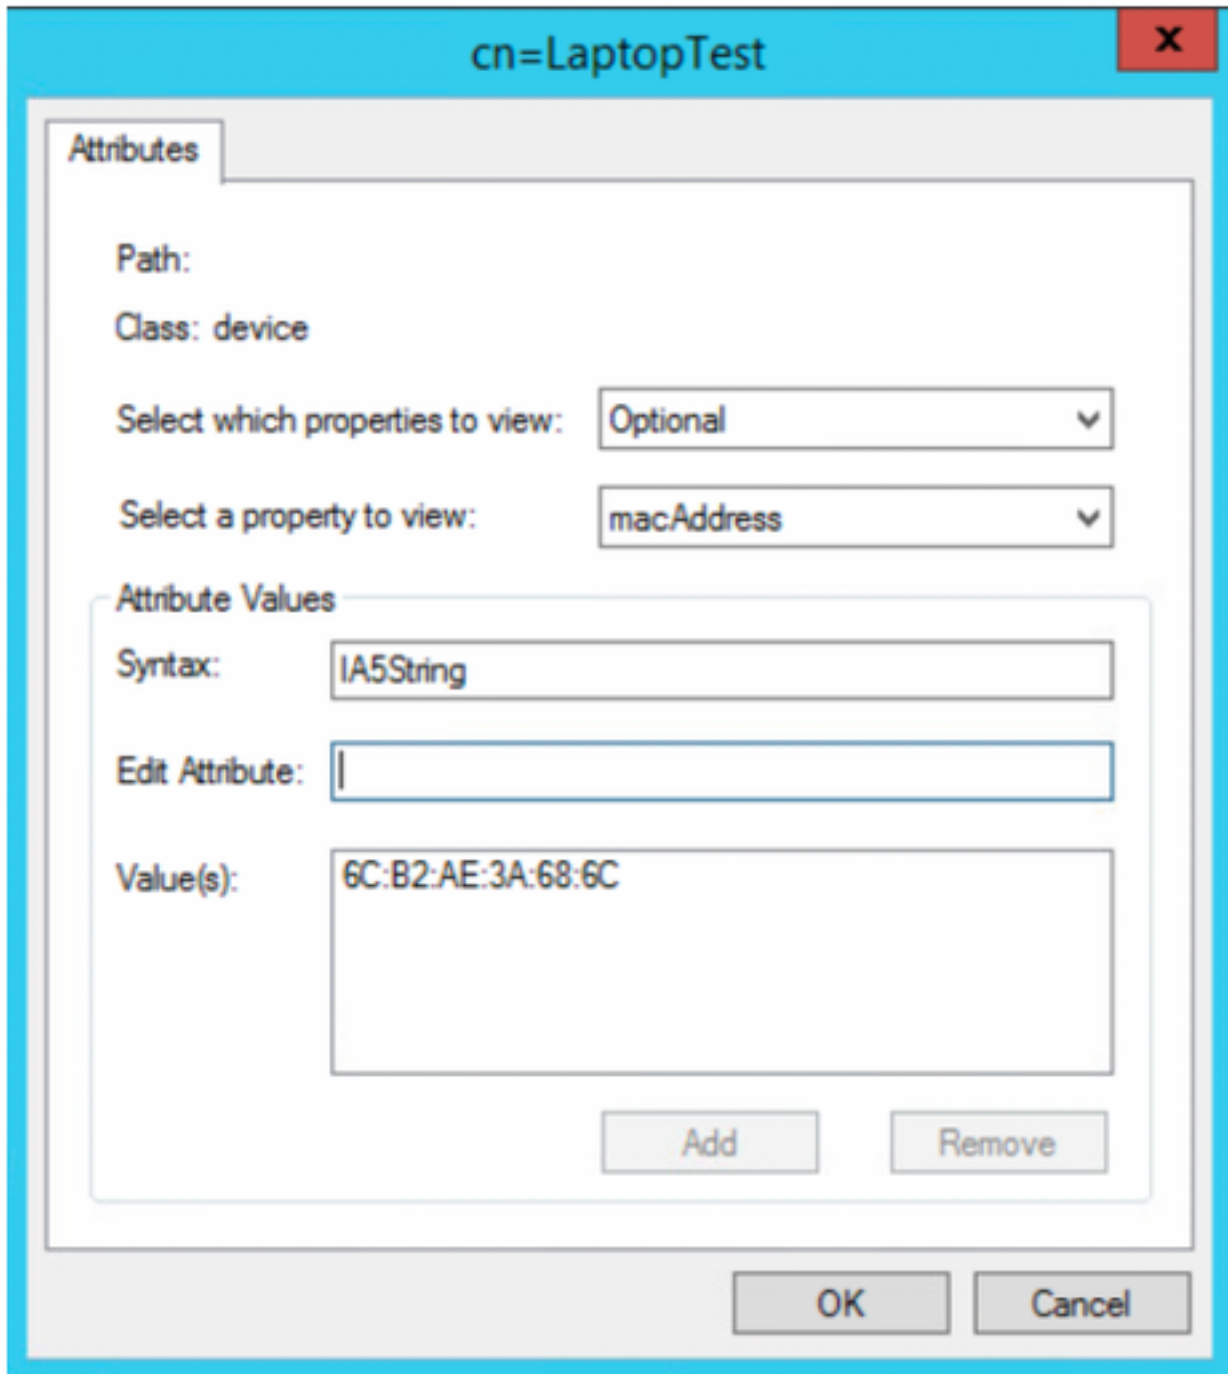 cn=LaptopTest
x
Attributes
Path:
Class: device
Select which properties to view: Optional
Select a property to view: macAddress
Attribute Values
Syntax: IA5String
Edit Attribute:
Value(s): 6C:B2:AE:3A:68:6C
Add Remove
OK Cancel